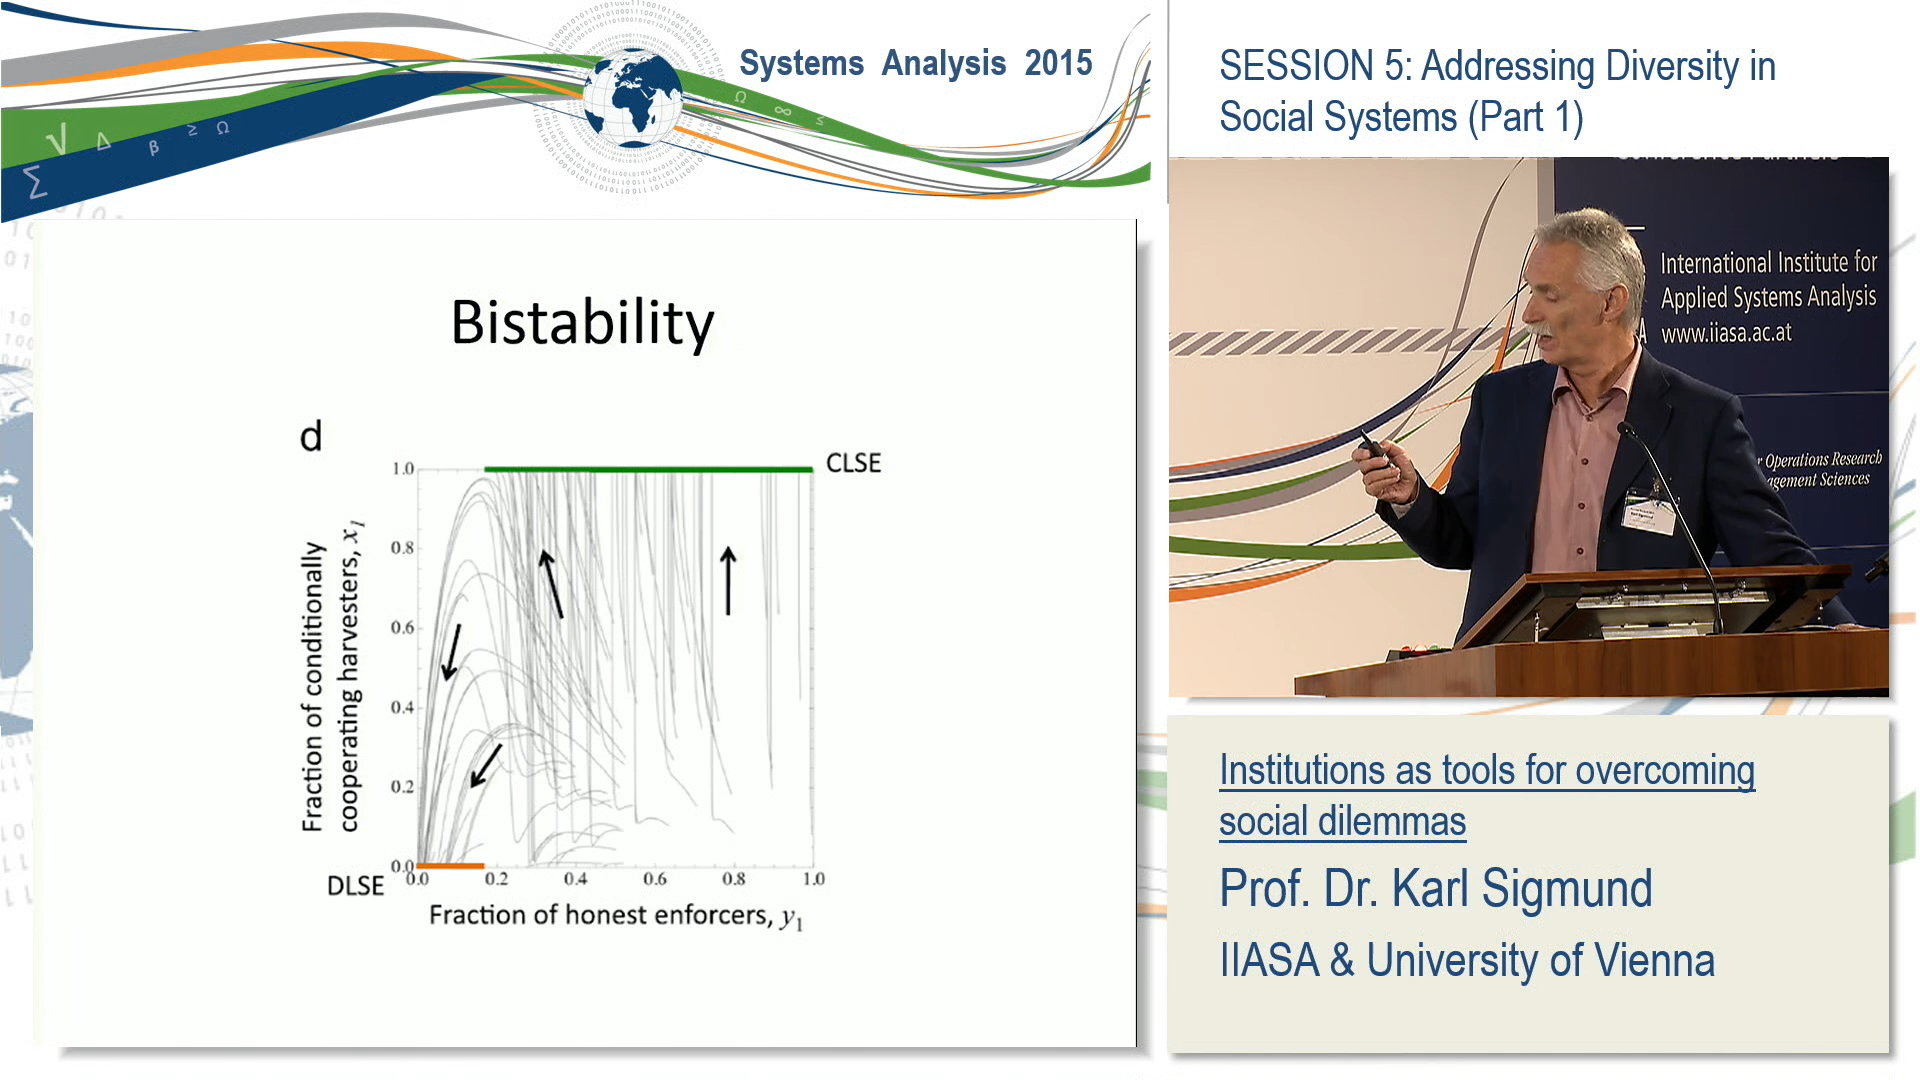 Systems Analysis 2015
SESSION 5: Addressing Diversity in
Social Systems (Part 1)
Bistability
d
CLSE
1.0
0.8
0.6
0.4
0.2
0.0
Fraction of conditionally
cooperating harvesters, x₁
DLSE
0.0 0.2 0.4 0.6 0.8 1.0
Fraction of honest enforcers, y₁
International Institute for
Applied Systems Analysis
www.iiasa.ac.at
Operations Research
Sciences
Karl Sigmund
Institutions as tools for overcoming
social dilemmas
Prof. Dr. Karl Sigmund
IIASA & University of Vienna